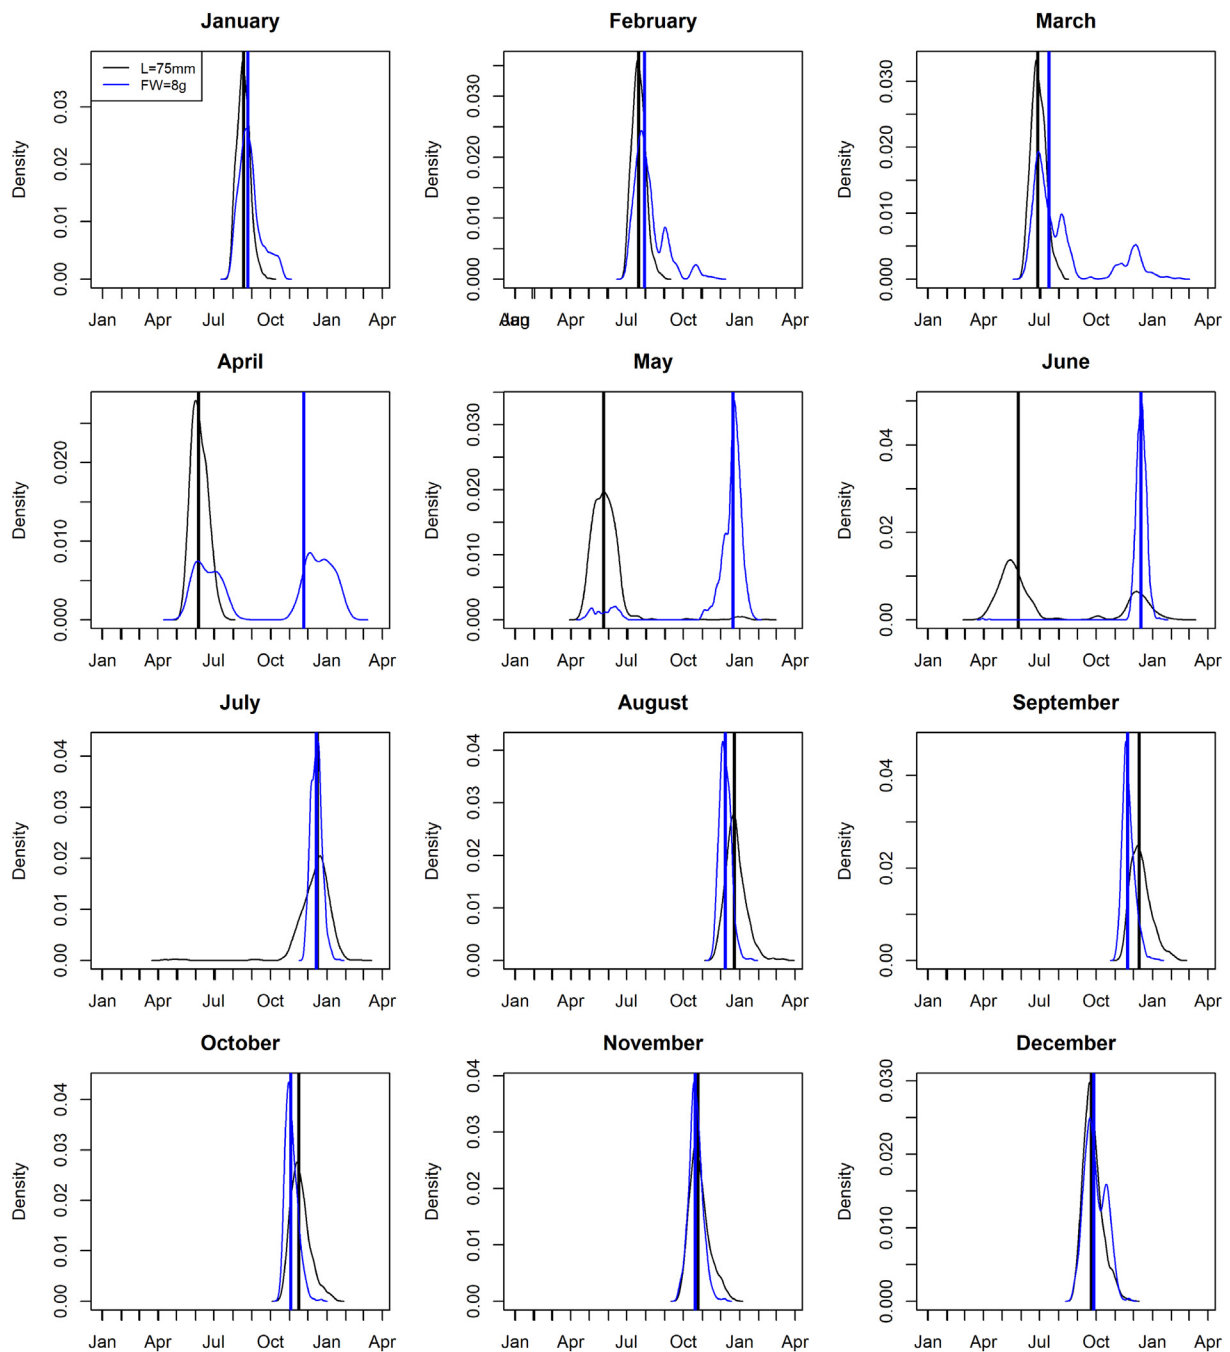 January
February
March
L=75mm
FW=8g
Density
0.00 0.01 0.02 0.03
Jan Apr Jul Oct Jan Apr
Density
0.000 0.010 0.020 0.030
Apr Jul Oct Jan Apr
Density
0.000 0.010 0.020 0.030
Jan Apr Jul Oct Jan Apr
April
May
June
Density
0.000 0.010 0.020
Jan Apr Jul Oct Jan Apr
Density
0.000 0.010 0.020 0.030
Jan Apr Jul Oct Jan Apr
Density
0.00 0.02 0.04
Jan Apr Jul Oct Jan Apr
July
August
September
Density
0.00 0.01 0.02 0.03 0.04
Jan Apr Jul Oct Jan Apr
Density
0.00 0.01 0.02 0.03 0.04
Jan Apr Jul Oct Jan Apr
Density
0.00 0.02 0.04
Jan Apr Jul Oct Jan Apr
October
November
December
Density
0.00 0.01 0.02 0.03 0.04
Jan Apr Jul Oct Jan Apr
Density
0.00 0.01 0.02 0.03 0.04
Jan Apr Jul Oct Jan Apr
Density
0.000 0.010 0.020 0.030
Jan Apr Jul Oct Jan Apr